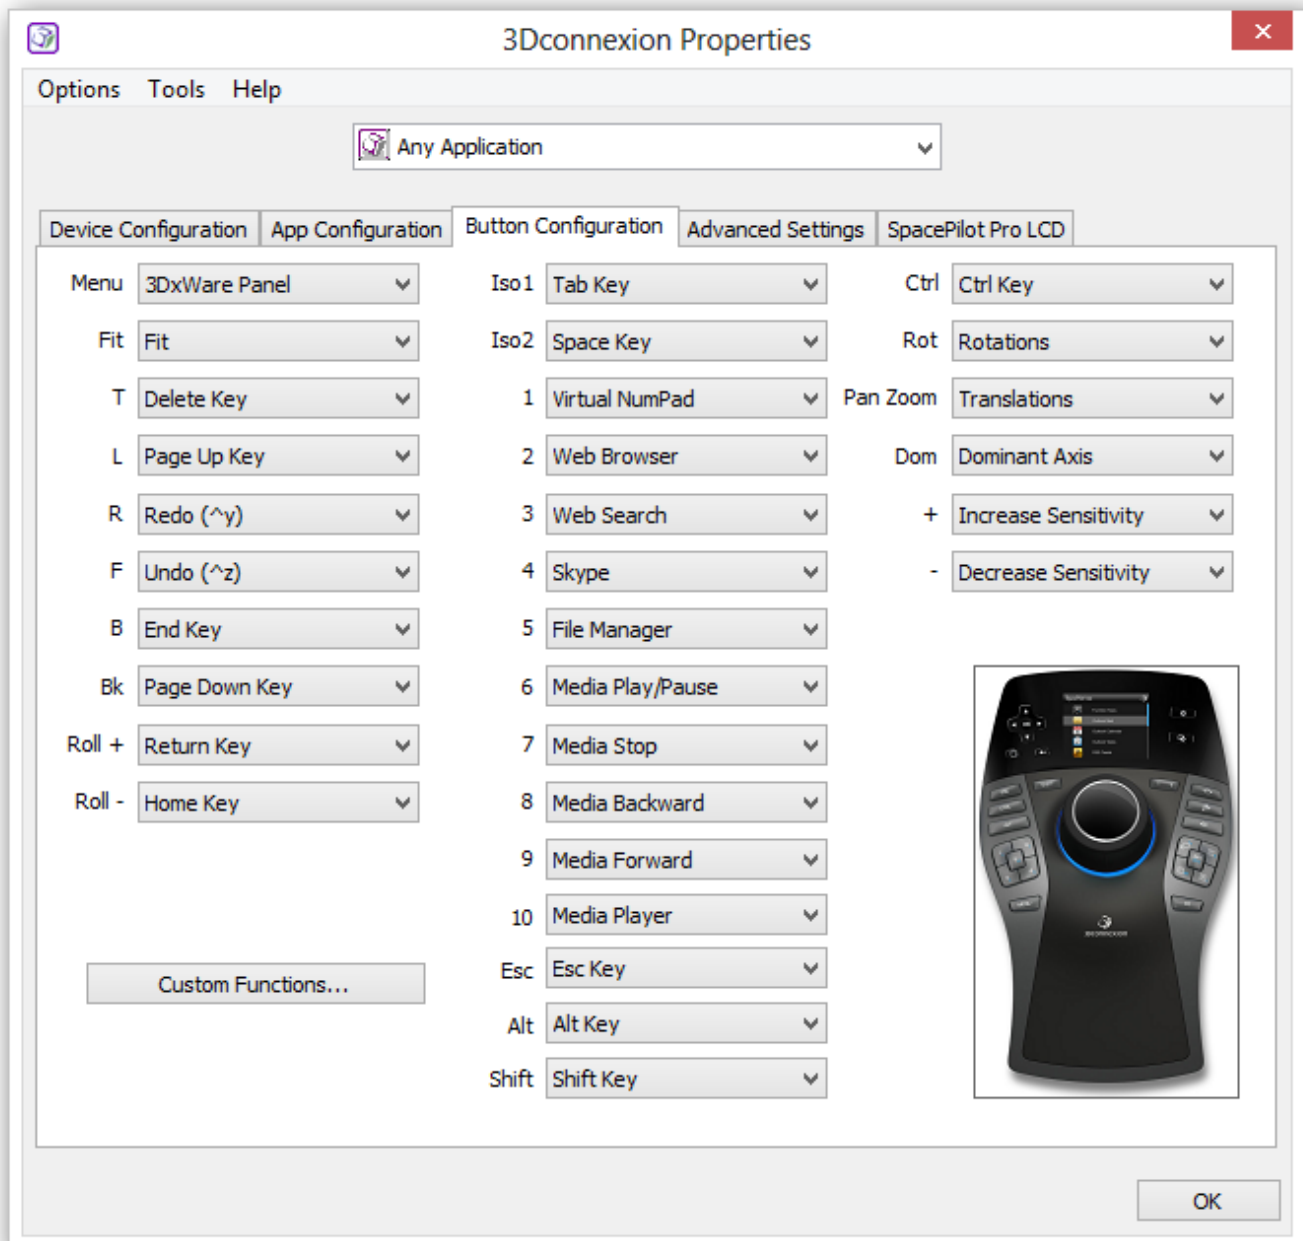 3Dconnexion Properties
Options Tools Help
Any Application
Device Configuration App Configuration Button Configuration Advanced Settings SpacePilot Pro LCD
Menu 3DxWare Panel
Fit Fit
T Delete Key
L Page Up Key
R Redo (^y)
F Undo (^z)
B End Key
Bk Page Down Key
Roll + Return Key
Roll - Home Key
Custom Functions...
Iso1 Tab Key
Iso2 Space Key
1 Virtual NumPad
2 Web Browser
3 Web Search
4 Skype
5 File Manager
6 Media Play/Pause
7 Media Stop
8 Media Backward
9 Media Forward
10 Media Player
Esc Esc Key
Alt Alt Key
Shift Shift Key
Ctrl Ctrl Key
Rot Rotations
Pan Zoom Translations
Dom Dominant Axis
+ Increase Sensitivity
- Decrease Sensitivity
3Dconnexion
OK